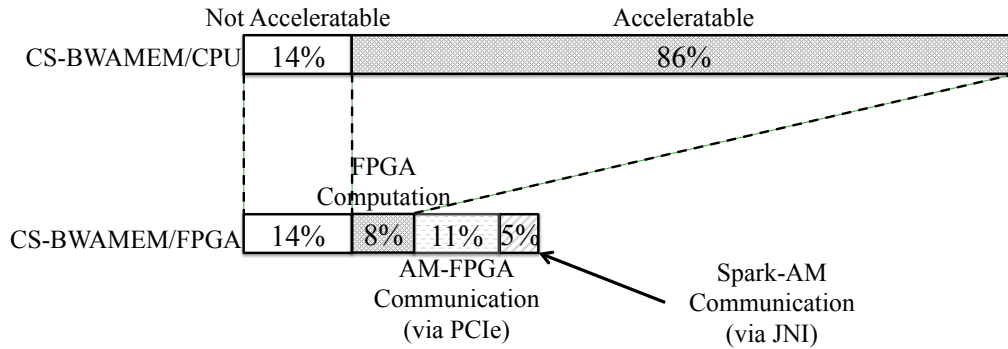 Not Acceleratable Acceleratable
CS-BWAMEM/CPU 14% 86%
FPGA
Computation
CS-BWAMEM/FPGA 14% 8% 11% 5%
AM-FPGA
Communication
(via PCIe)
Spark-AM
Communication
(via JNI)